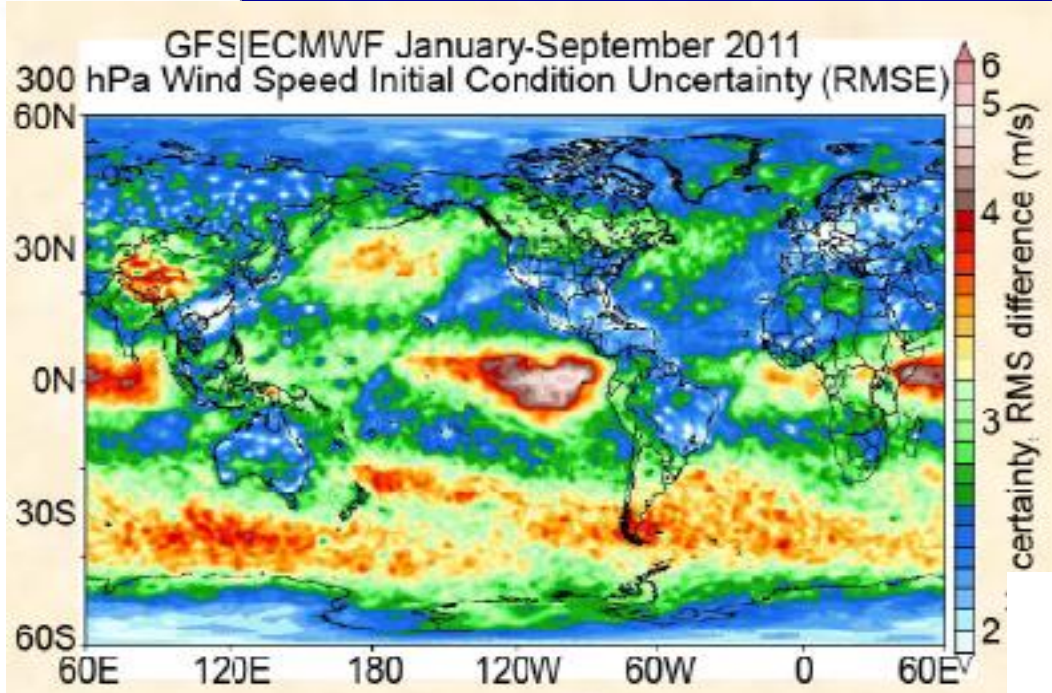 GFS|ECMWF January-September 2011
300 hPa Wind Speed Initial Condition Uncertainty (RMSE)
60N
30N
0N
30S
60S
60E
120E
180
120W
60W
0
60E
6
5
4
3
2
certainty, RMS difference (m/s)